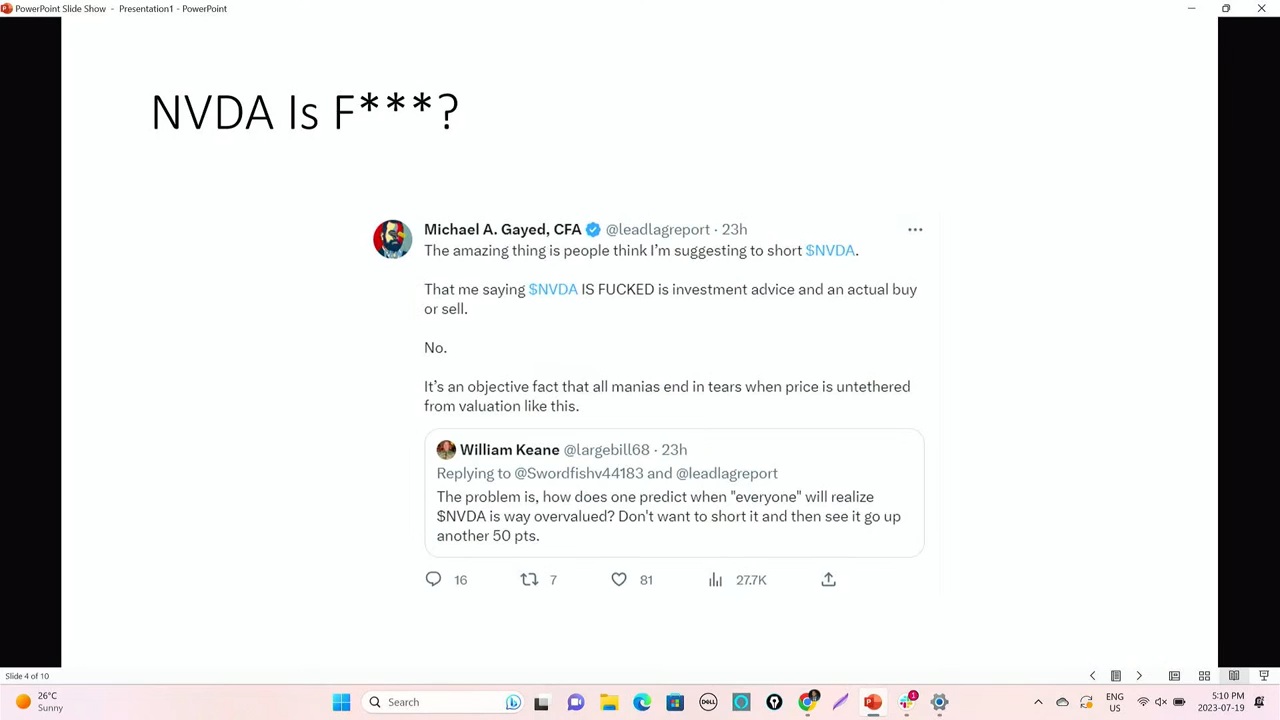 PowerPoint Slide Show - Presentation1 - PowerPoint
NVDA Is F***?
Michael A. Gayed, CFA @leadlagreport · 23h
The amazing thing is people think I’m suggesting to short $NVDA.
That me saying $NVDA IS FUCKED is investment advice and an actual buy
or sell.
No.
It’s an objective fact that all manias end in tears when price is untethered
from valuation like this.
William Keane @largebill68 · 23h
Replying to @Swordfishv44183 and @leadlagreport
The problem is, how does one predict when "everyone" will realize
$NVDA is way overvalued? Don't want to short it and then see it go up
another 50 pts.
16 7 81 27.7K
Slide 4 of 10
26°C
Sunny
Search
DELL
1
ENG
US
5:10 PM
2023-07-19